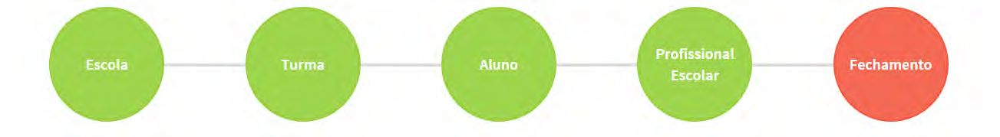 Escola
Turma
Aluno
Profissional
Escolar
Fechamento